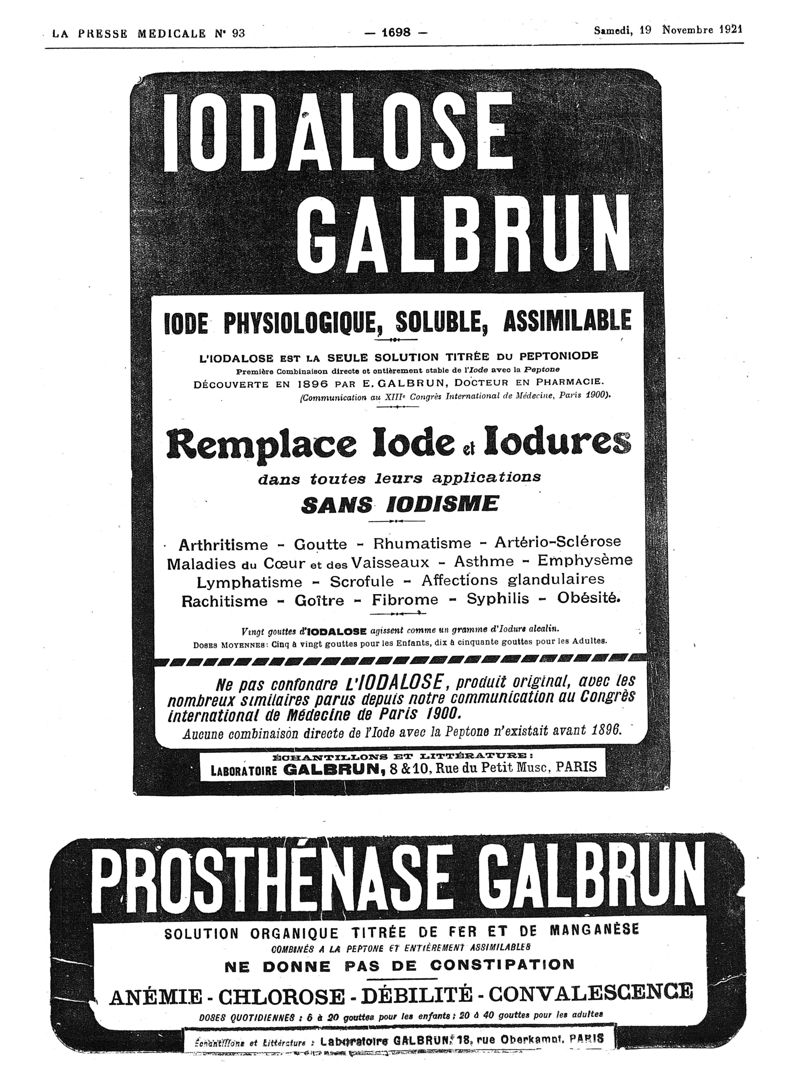 LA PRESSE MEDICALE N° 93
— 1698 —
Samedi, 19 Novembre 1921
IODALOSE
GALBRUN
IODE PHYSIOLOGIQUE, SOLUBLE, ASSIMILABLE
L'IODALOSE EST LA SEULE SOLUTION TITRÉE DU PEPTONIODE
Première Combinaison directe et entièrement stable de l'Iode avec la Peptone
DÉCOUVERTE EN 1896 PAR E. GALBRUN, DOCTEUR EN PHARMACIE.
(Communication au XIIIe Congrès International de Médecine, Paris 1900).
Remplace Iode et Iodures
dans toutes leurs applications
SANS IODISME
Arthritisme - Goutte - Rhumatisme - Artério-Sclérose
Maladies du Cœur et des Vaisseaux - Asthme - Emphysème
Lymphatisme - Scrofule - Affections glandulaires
Rachitisme - Goître - Fibrome - Syphilis - Obésité.
Vingt gouttes d'IODALOSE agissent comme un gramme d'Iodure alcalin.
DOSES MOYENNES: Cinq à vingt gouttes pour les Enfants, dix à cinquante gouttes pour les Adultes.
Ne pas confondre L'IODALOSE, produit original, avec les
nombreux similaires parus depuis notre communication au Congrès
international de Médecine de Paris 1900.
Aucune combinaison directe de l'Iode avec la Peptone n'existait avant 1896.
ÉCHANTILLONS ET LITTÉRATURE:
LABORATOIRE GALBRUN, 8 & 10, Rue du Petit Musc, PARIS
PROSTHÉNASE GALBRUN
SOLUTION ORGANIQUE TITRÉE DE FER ET DE MANGANÈSE
COMBINÉS A LA PEPTONE ET ENTIÈREMENT ASSIMILABLES
NE DONNE PAS DE CONSTIPATION
ANÉMIE - CHLOROSE - DÉBILITÉ - CONVALESCENCE
DOSES QUOTIDIENNES : 5 à 20 gouttes pour les enfants; 20 à 40 gouttes pour les adultes
Échantillons et Littérature : Laboratoire GALBRUN, 18, rue Oberkampf, PARIS